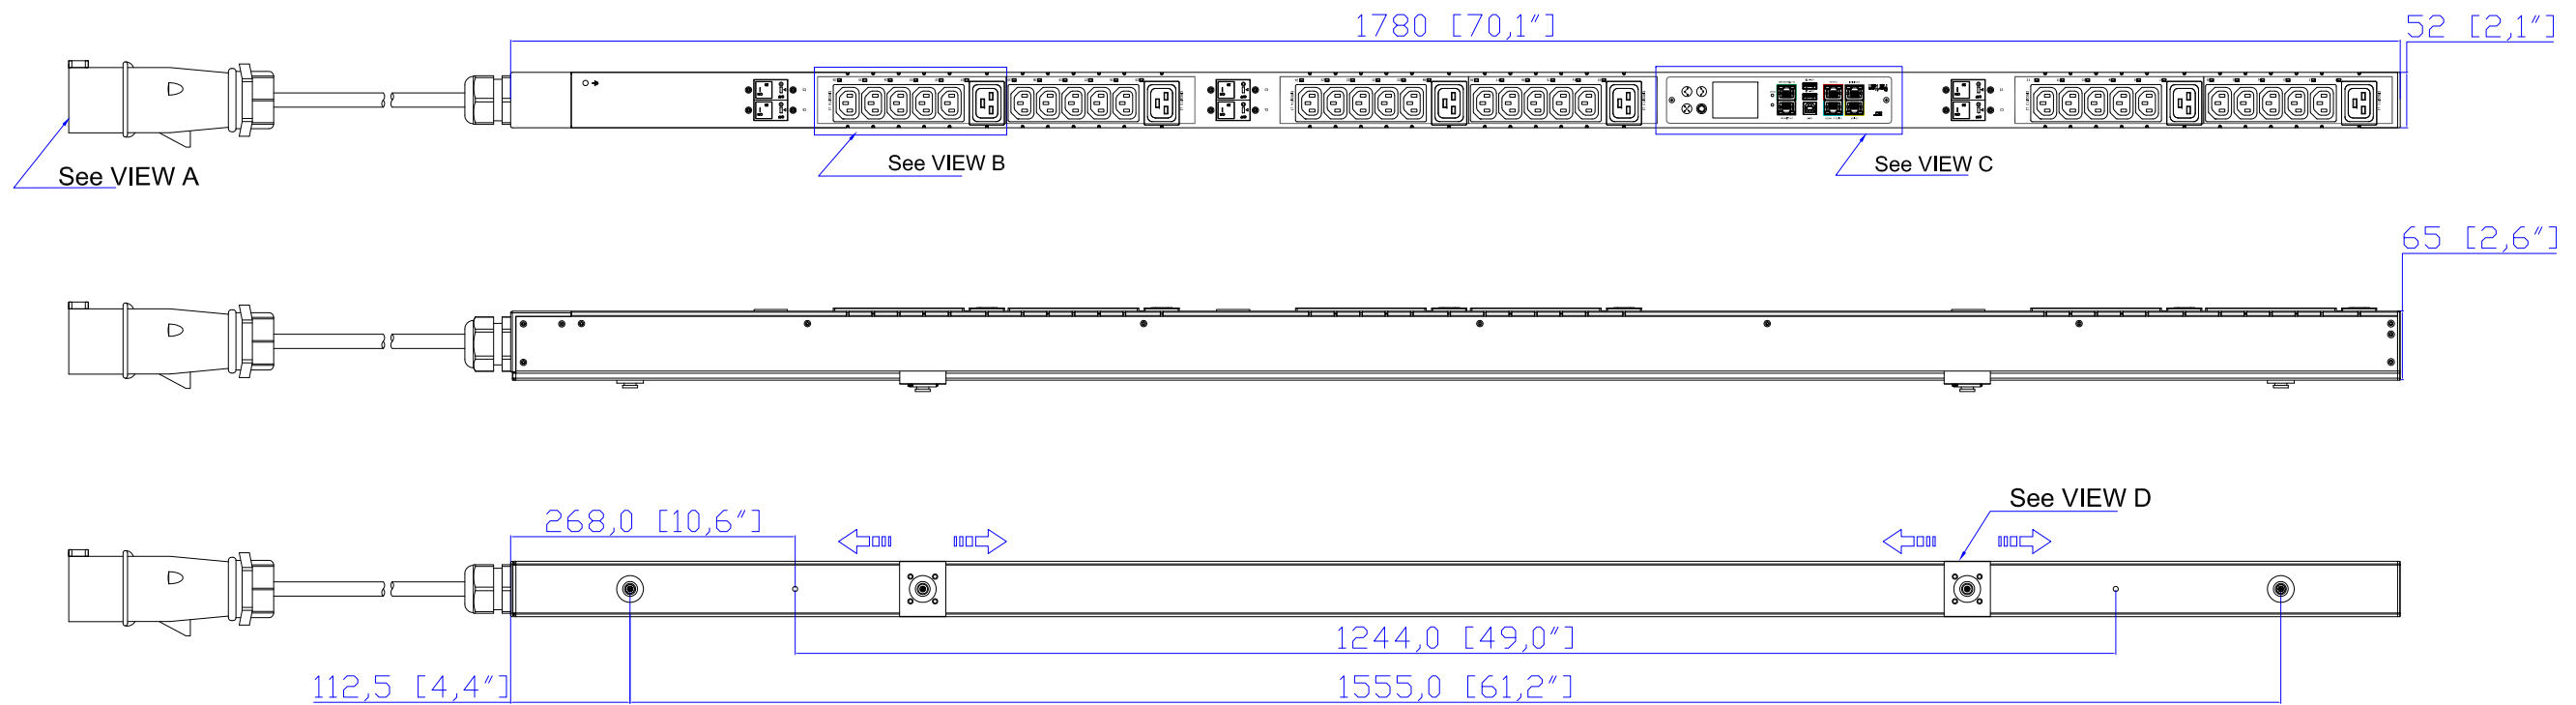 1780 [70,1"]
52 [2,1"]
See VIEW A
See VIEW B
See VIEW C
65 [2,6"]
See VIEW D
268,0 [10,6"]
1244,0 [49,0"]
112,5 [4,4"]
1555,0 [61,2"]